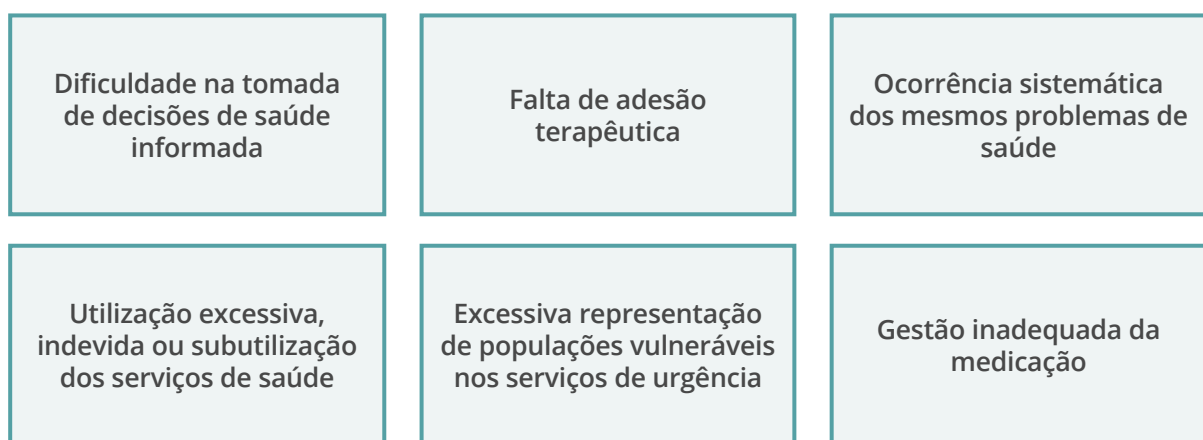 Dificuldade na tomada
de decisões de saúde
informada
Falta de adesão
terapêutica
Ocorrência sistemática
dos mesmos problemas de
saúde
Utilização excessiva,
indevida ou subutilização
dos serviços de saúde
Excessiva representação
de populações vulneráveis
nos serviços de urgência
Gestão inadequada da
medicação